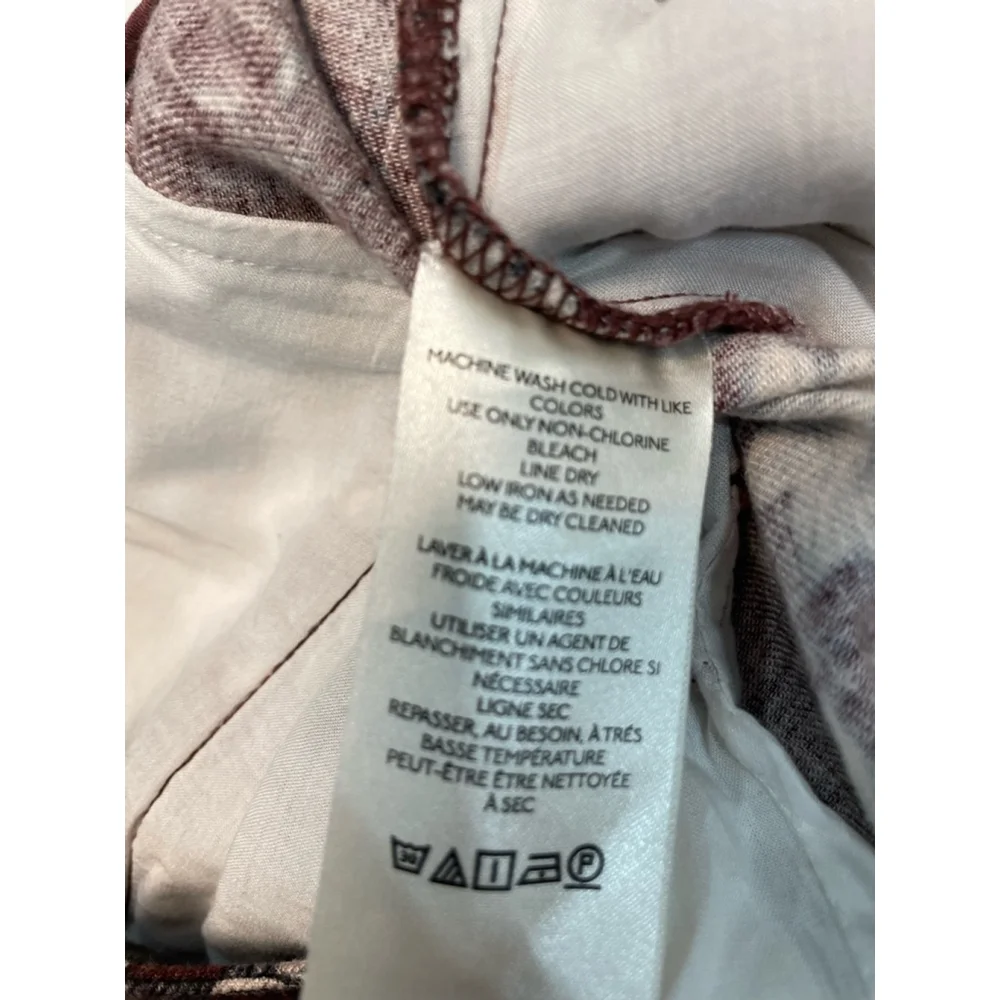 MACHINE WASH COLD WITH LIKE
COLORS
USE ONLY NON-CHLORINE
BLEACH
LINE DRY
LOW IRON AS NEEDED
MAY BE DRY CLEANED
LAVER À LA MACHINE À L'EAU
FROIDE AVEC COULEURS
SIMILAIRES
UTILISER UN AGENT DE
BLANCHIMENT SANS CHLORE SI
NÉCESSAIRE
LIGNE SEC
REPASSER, AU BESOIN, À TRÉS
BASSE TEMPÉRATURE
PEUT-ÊTRE ÊTRE NETTOYÉE
À SEC
30 P